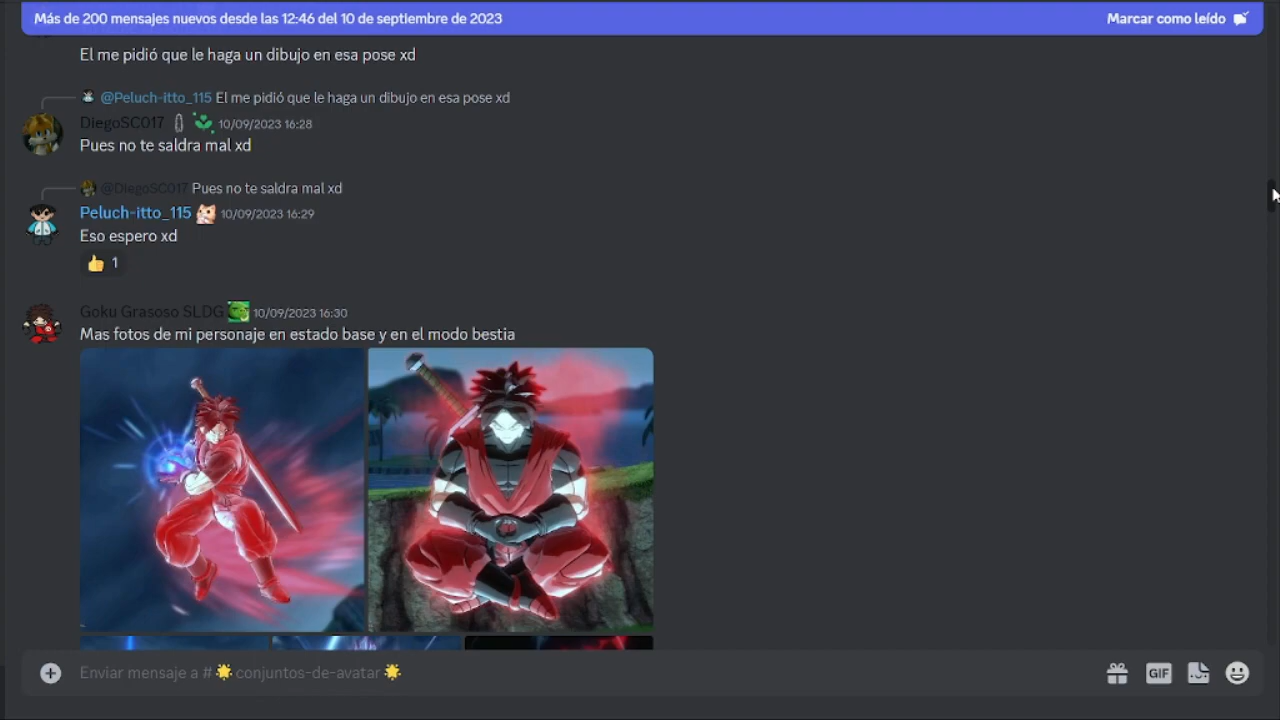 Más de 200 mensajes nuevos desde las 12:46 del 10 de septiembre de 2023 Marcar como leído
El me pidió que le haga un dibujo en esa pose xd
@Peluch-itto_115 El me pidió que le haga un dibujo en esa pose xd
DiegoSC017 10/09/2023 16:28
Pues no te saldra mal xd
@DiegoSC017 Pues no te saldra mal xd
Peluch-itto_115 10/09/2023 16:29
Eso espero xd
👍 1
Goku Grasoso SLDG 10/09/2023 16:30
Mas fotos de mi personaje en estado base y en el modo bestia
Enviar mensaje a #🌟conjuntos-de-avatar🌟 GIF